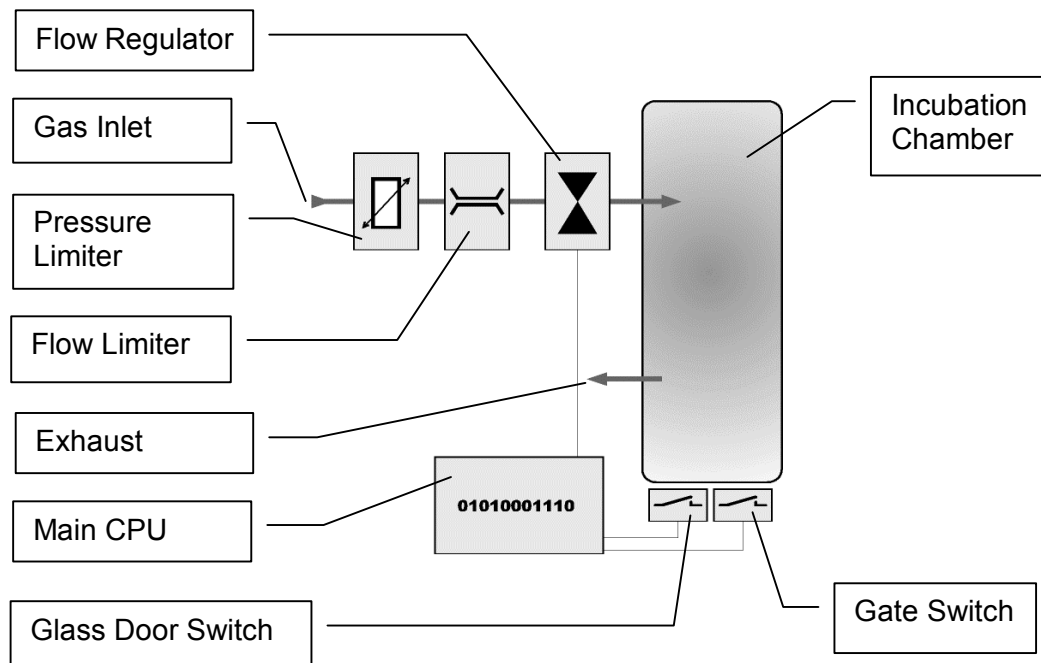 Flow Regulator
Gas Inlet
Incubation
Chamber
Pressure
Limiter
Flow Limiter
Exhaust
01010001110
Main CPU
Gate Switch
Glass Door Switch